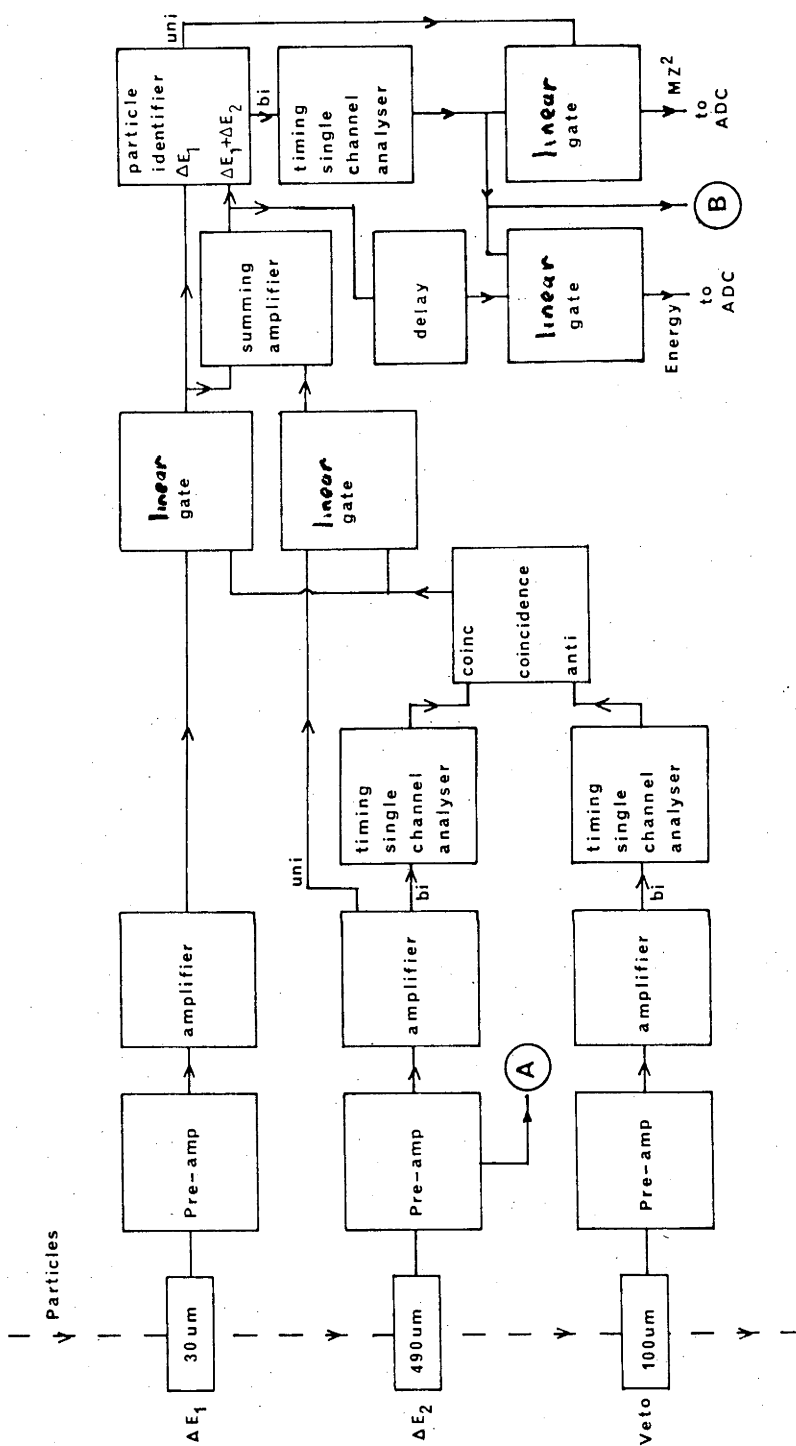 Particles
ΔE₁
30um
Pre-amp
amplifier
linear
gate
summing
amplifier
particle
identifier
ΔE₁
ΔE₁+ΔE₂
uni
bi
timing
single
channel
analyser
linear
gate
MZ²
to
ADC
delay
linear
gate
Energy
to
ADC
B
ΔE₂
490um
Pre-amp
A
amplifier
uni
bi
timing
single
channel
analyser
linear
gate
coinc
coincidence
anti
Veto
100um
Pre-amp
amplifier
bi
timing
single
channel
analyser